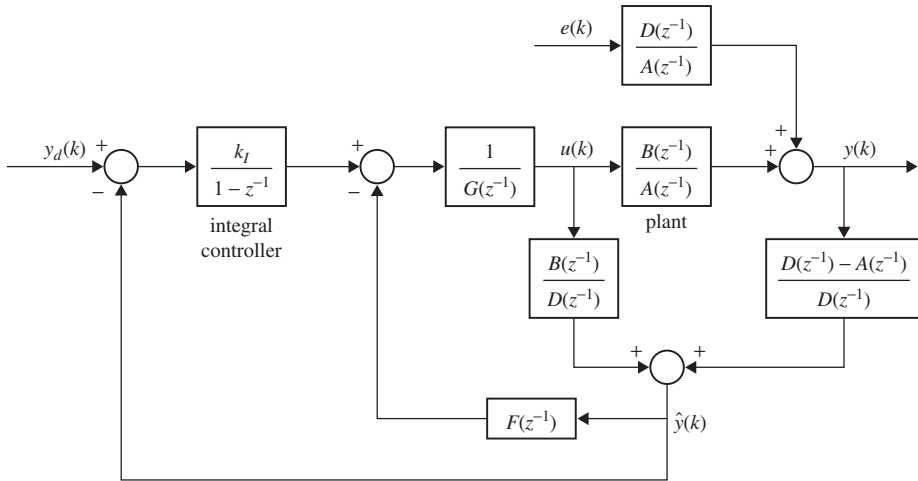 e(k)
D(z⁻¹)
A(z⁻¹)
y_d(k)
+
−
k_I
1 − z⁻¹
integral
controller
+
−
1
G(z⁻¹)
u(k)
B(z⁻¹)
A(z⁻¹)
plant
+
+
y(k)
B(z⁻¹)
D(z⁻¹)
D(z⁻¹) − A(z⁻¹)
D(z⁻¹)
+
+
F(z⁻¹)
ŷ(k)